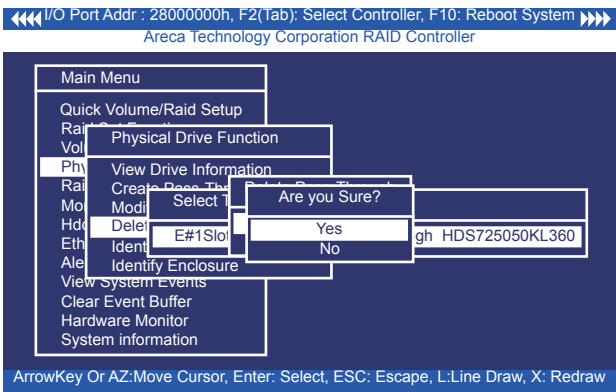 I/O Port Addr : 28000000h, F2(Tab): Select Controller, F10: Reboot System
Areca Technology Corporation RAID Controller
Main Menu
Quick Volume/Raid Setup
Physical Drive Function
View Drive Information
Select
Are you Sure?
E#1Slot
Yes
gh HDS725050KL360
No
Identify Enclosure
View System Events
Clear Event Buffer
Hardware Monitor
System information
ArrowKey Or AZ:Move Cursor, Enter: Select, ESC: Escape, L:Line Draw, X: Redraw